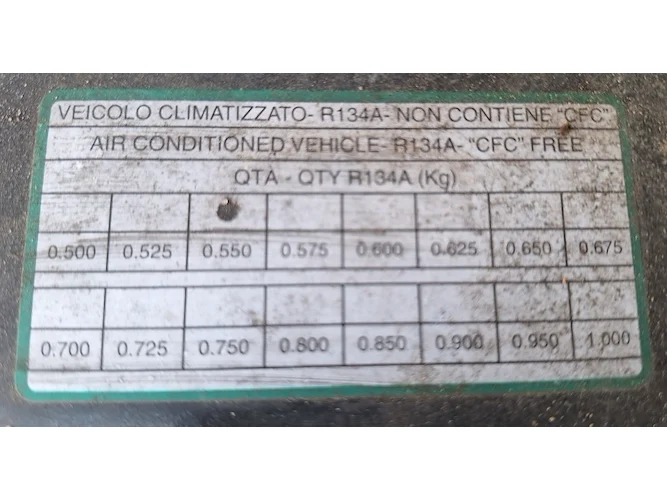 VEICOLO CLIMATIZZATO- R134A- NON CONTIENE "CFC"
AIR CONDITIONED VEHICLE- R134A- "CFC" FREE
QTÀ - QTY R134A (Kg)
0.500 0.525 0.550 0.575 0.600 0.625 0.650 0.675
0.700 0.725 0.750 0.800 0.850 0.900 0.950 1.000